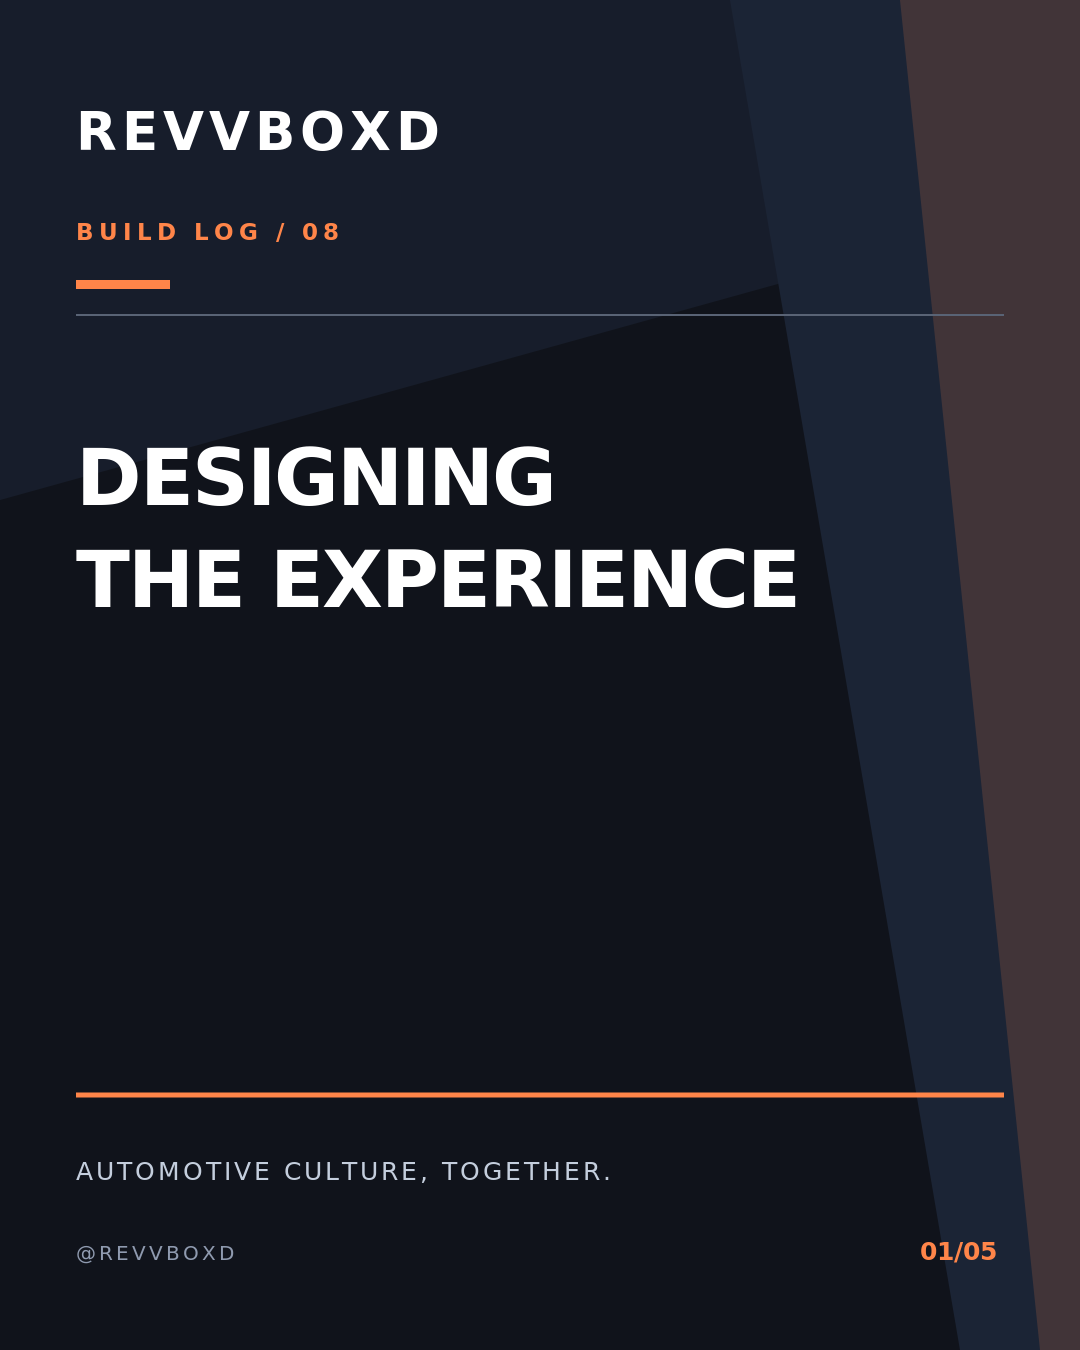 REVVBOXD
BUILD LOG / 08
DESIGNING
THE EXPERIENCE
AUTOMOTIVE CULTURE, TOGETHER.
@REVVBOXD
01/05